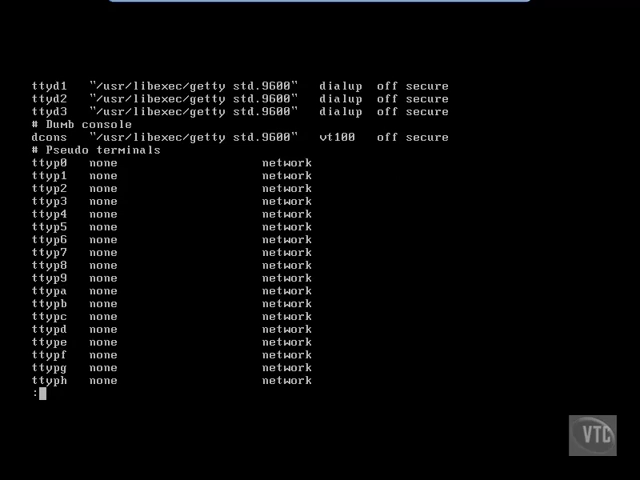 ttyd1 "/usr/libexec/getty std.9600" dialup off secure
ttyd2 "/usr/libexec/getty std.9600" dialup off secure
ttyd3 "/usr/libexec/getty std.9600" dialup off secure
# Dumb console
dcons "/usr/libexec/getty std.9600" vt100 off secure
# Pseudo terminals
ttyp0 none network
ttyp1 none network
ttyp2 none network
ttyp3 none network
ttyp4 none network
ttyp5 none network
ttyp6 none network
ttyp7 none network
ttyp8 none network
ttyp9 none network
ttypa none network
ttypb none network
ttypc none network
ttypd none network
ttype none network
ttypf none network
ttypg none network
ttyph none network
:
VTC